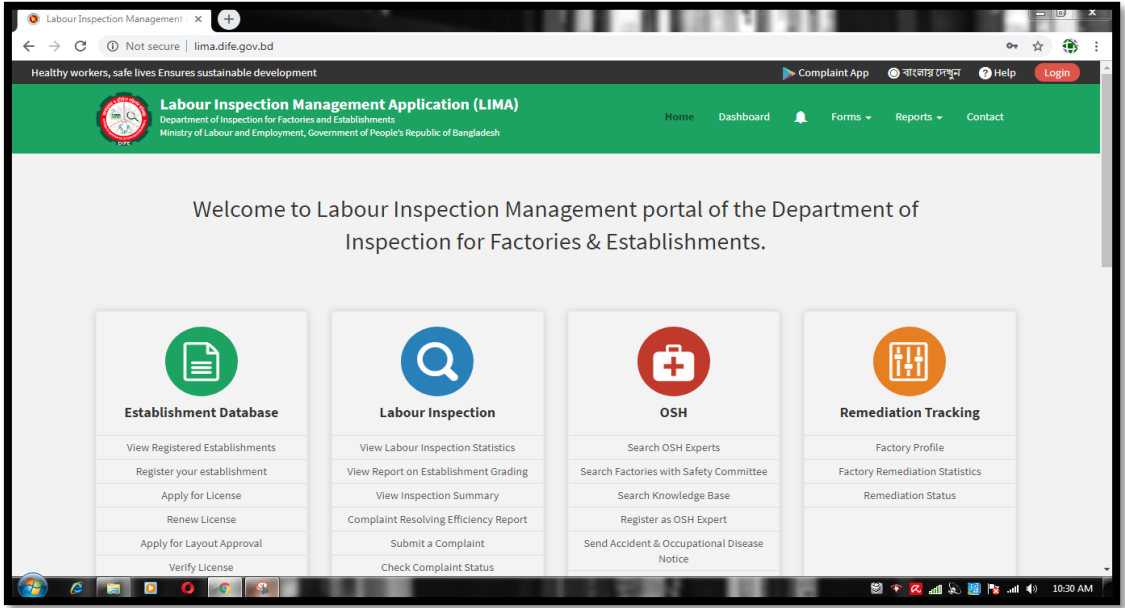 Labour Inspection Management
Not secure | lima.dife.gov.bd
Healthy workers, safe lives Ensures sustainable development
Complaint App
বাংলায় দেখুন
Help
Login
Labour Inspection Management Application (LIMA)
Department of Inspection for Factories and Establishments
Ministry of Labour and Employment, Government of People's Republic of Bangladesh
DIFE
Home
Dashboard
Forms
Reports
Contact
Welcome to Labour Inspection Management portal of the Department of
Inspection for Factories & Establishments.
Establishment Database
View Registered Establishments
Register your establishment
Apply for License
Renew License
Apply for Layout Approval
Verify License
Labour Inspection
View Labour Inspection Statistics
View Report on Establishment Grading
View Inspection Summary
Complaint Resolving Efficiency Report
Submit a Complaint
Check Complaint Status
OSH
Search OSH Experts
Search Factories with Safety Committee
Search Knowledge Base
Register as OSH Expert
Send Accident & Occupational Disease
Notice
Remediation Tracking
Factory Profile
Factory Remediation Statistics
Remediation Status
10:30 AM